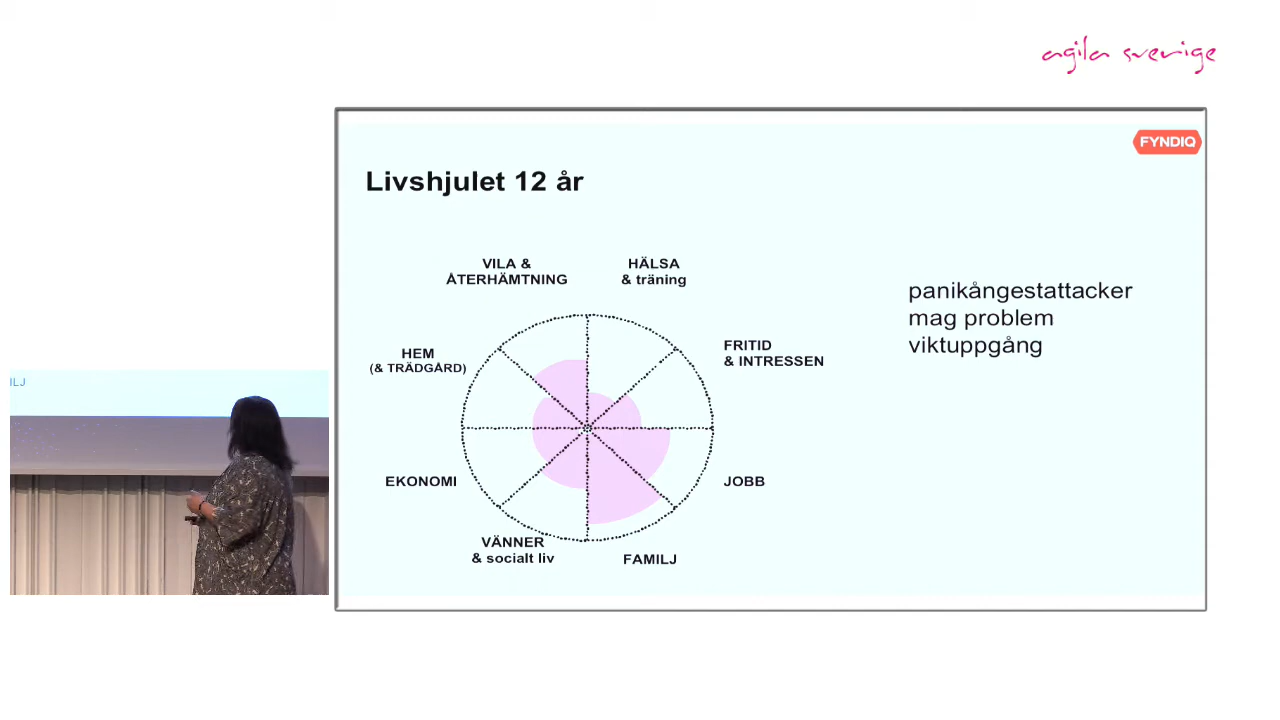 agila sverige
FYNDIQ
Livshjulet 12 år
VILA &
ÅTERHÄMTNING
HÄLSA
& träning
panikångestattacker
mag problem
viktuppgång
HEM
(& TRÄDGÅRD)
FRITID
& INTRESSEN
ILJ
EKONOMI
JOBB
VÄNNER
& socialt liv
FAMILJ